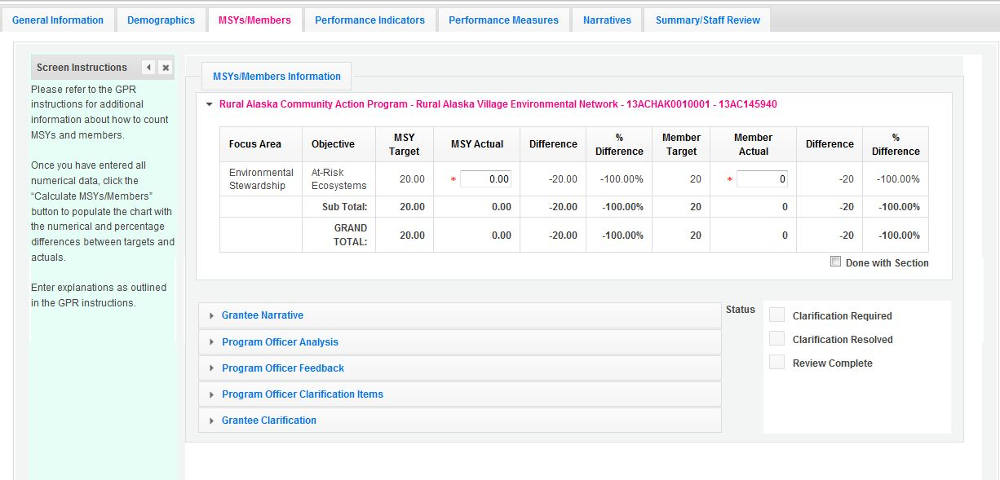 General Information Demographics MSYs/Members Performance Indicators Performance Measures Narratives Summary/Staff Review
Screen Instructions
Please refer to the GPR
instructions for additional
information about how to count
MSYs and members.
Once you have entered all
numerical data, click the
“Calculate MSYs/Members”
button to populate the chart with
the numerical and percentage
differences between targets and
actuals.
Enter explanations as outlined
in the GPR instructions.
MSYs/Members Information
Rural Alaska Community Action Program - Rural Alaska Village Environmental Network - 13ACHAK0010001 - 13AC145940
Focus Area Objective MSY Target MSY Actual Difference % Difference Member Target Member Actual Difference % Difference
Environmental Stewardship At-Risk Ecosystems 20.00 * 0.00 -20.00 -100.00% 20 * 0 -20 -100.00%
Sub Total: 20.00 0.00 -20.00 -100.00% 20 0 -20 -100.00%
GRAND TOTAL: 20.00 0.00 -20.00 -100.00% 20 0 -20 -100.00%
Done with Section
Grantee Narrative
Program Officer Analysis
Program Officer Feedback
Program Officer Clarification Items
Grantee Clarification
Status
Clarification Required
Clarification Resolved
Review Complete